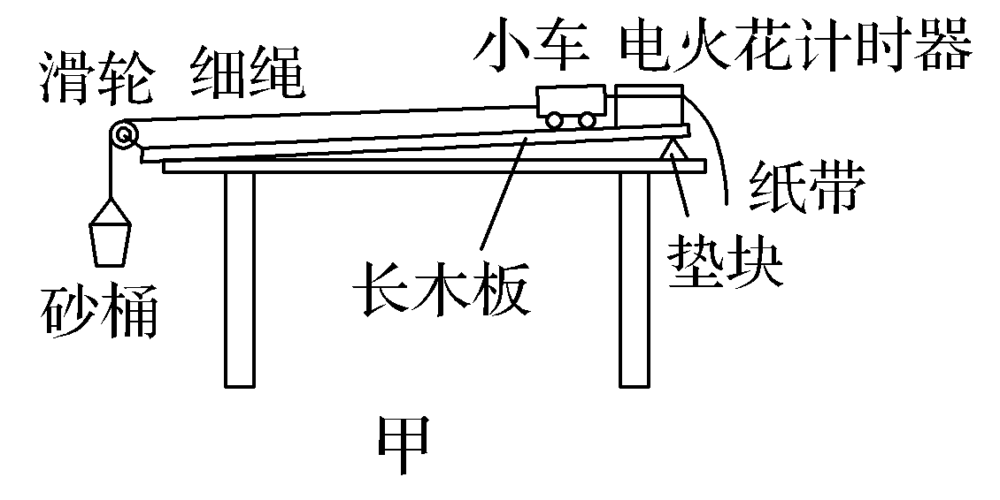 小车 电火花计时器
滑轮 细绳
纸带
垫块
长木板
砂桶
甲